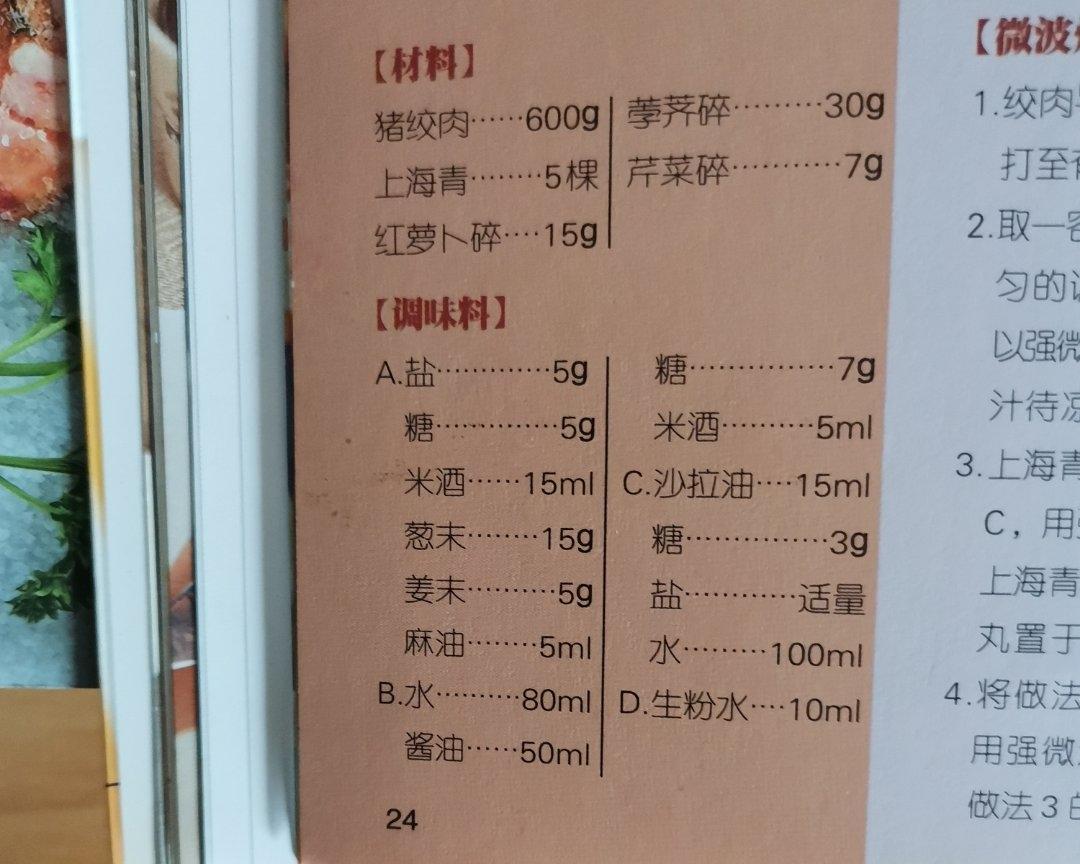 【材料】
猪绞肉······600g
上海青········5棵
红萝卜碎····15g
荸荠碎·········30g
芹菜碎···········7g
【调味料】
A.盐·············5g
糖··············5g
米酒······15ml
葱末········15g
姜末··········5g
麻油········5ml
B.水··········80ml
酱油······50ml
糖················7g
米酒··········5ml
C.沙拉油····15ml
糖················3g
盐············适量
水·········100ml
D.生粉水····10ml
24
【微波
1.绞肉
打至
2.取一
匀的
以强微
汁待凉
3.上海青
C，用
上海青
丸置于
4.将做法
用强微
做法3的